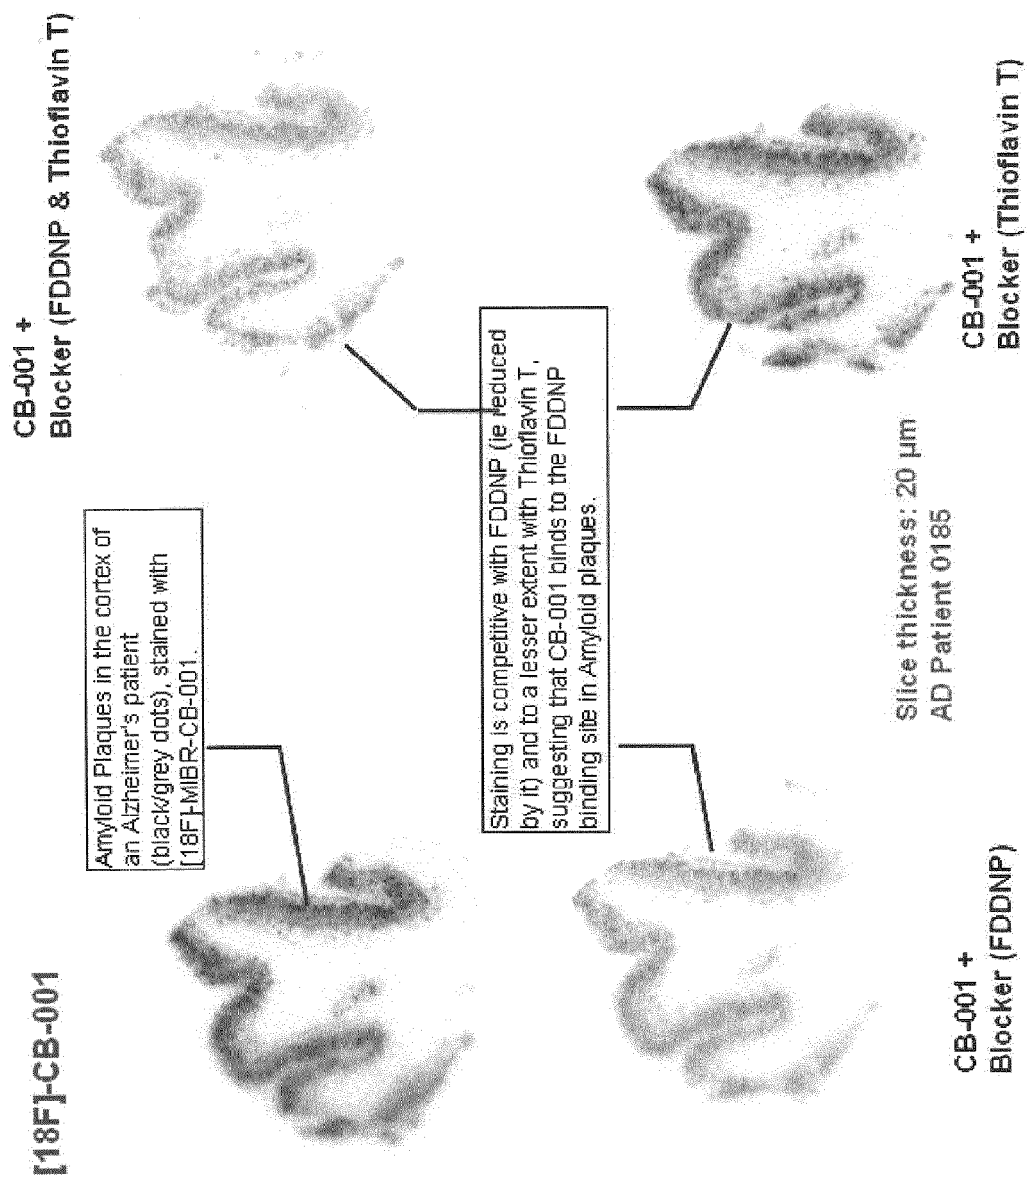 [18F]-CB-001
Amyloid Plaques in the cortex of
an Alzheimer's patient
(black/grey dots), stained with
[18F]-MIBR-CB-001.
CB-001 +
Blocker (FDDNP & Thioflavin T)
Staining is competitive with FDDNP (ie reduced
by it) and to a lesser extent with Thioflavin T,
suggesting that CB-001 binds to the FDDNP
binding site in Amyloid plaques.
CB-001 +
Blocker (FDDNP)
Slice thickness: 20 µm
AD Patient 0185
CB-001 +
Blocker (Thioflavin T)